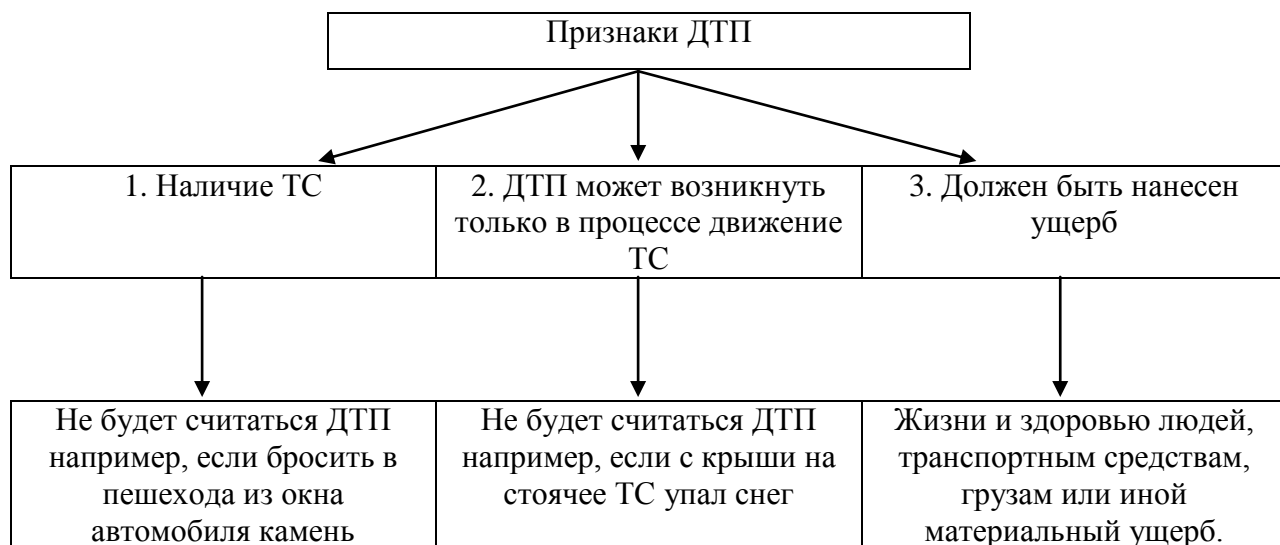 Признаки ДТП
1. Наличие ТС
2. ДТП может возникнуть
только в процессе движение
ТС
3. Должен быть нанесен
ущерб
Не будет считаться ДТП
например, если бросить в
пешехода из окна
автомобиля камень
Не будет считаться ДТП
например, если с крыши на
стоячее ТС упал снег
Жизни и здоровью людей,
транспортным средствам,
грузам или иной
материальный ущерб.